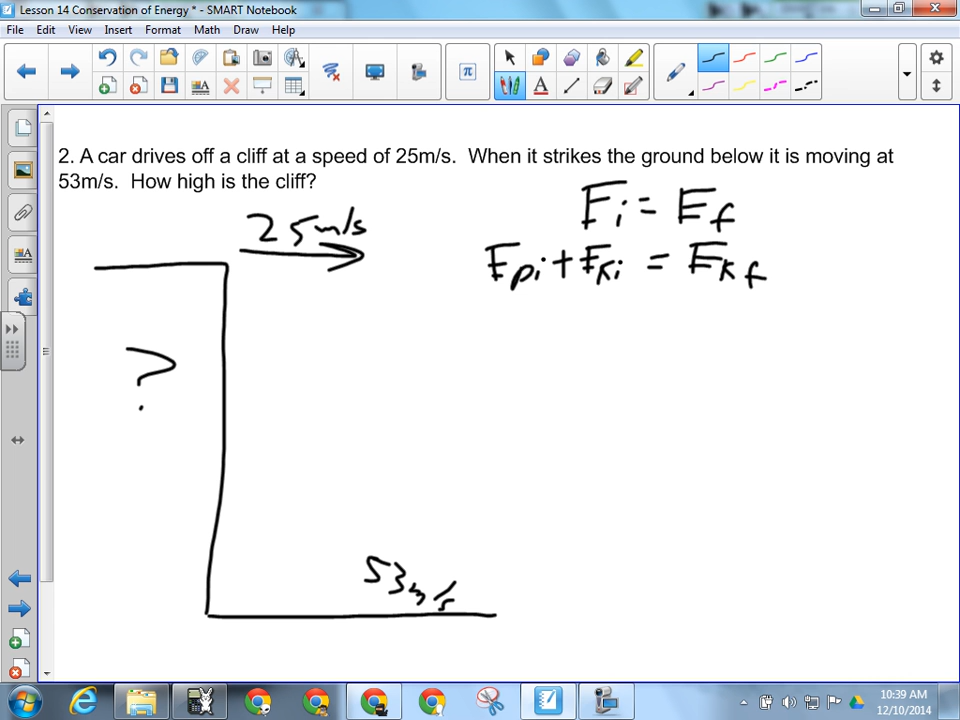 Lesson 14 Conservation of Energy * - SMART Notebook
File Edit View Insert Format Math Draw Help
2. A car drives off a cliff at a speed of 25m/s. When it strikes the ground below it is moving at
53m/s. How high is the cliff?
Ei = Ef
25m/s
Epi + Eki = Ekf
?
53m/s
10:39 AM
12/10/2014